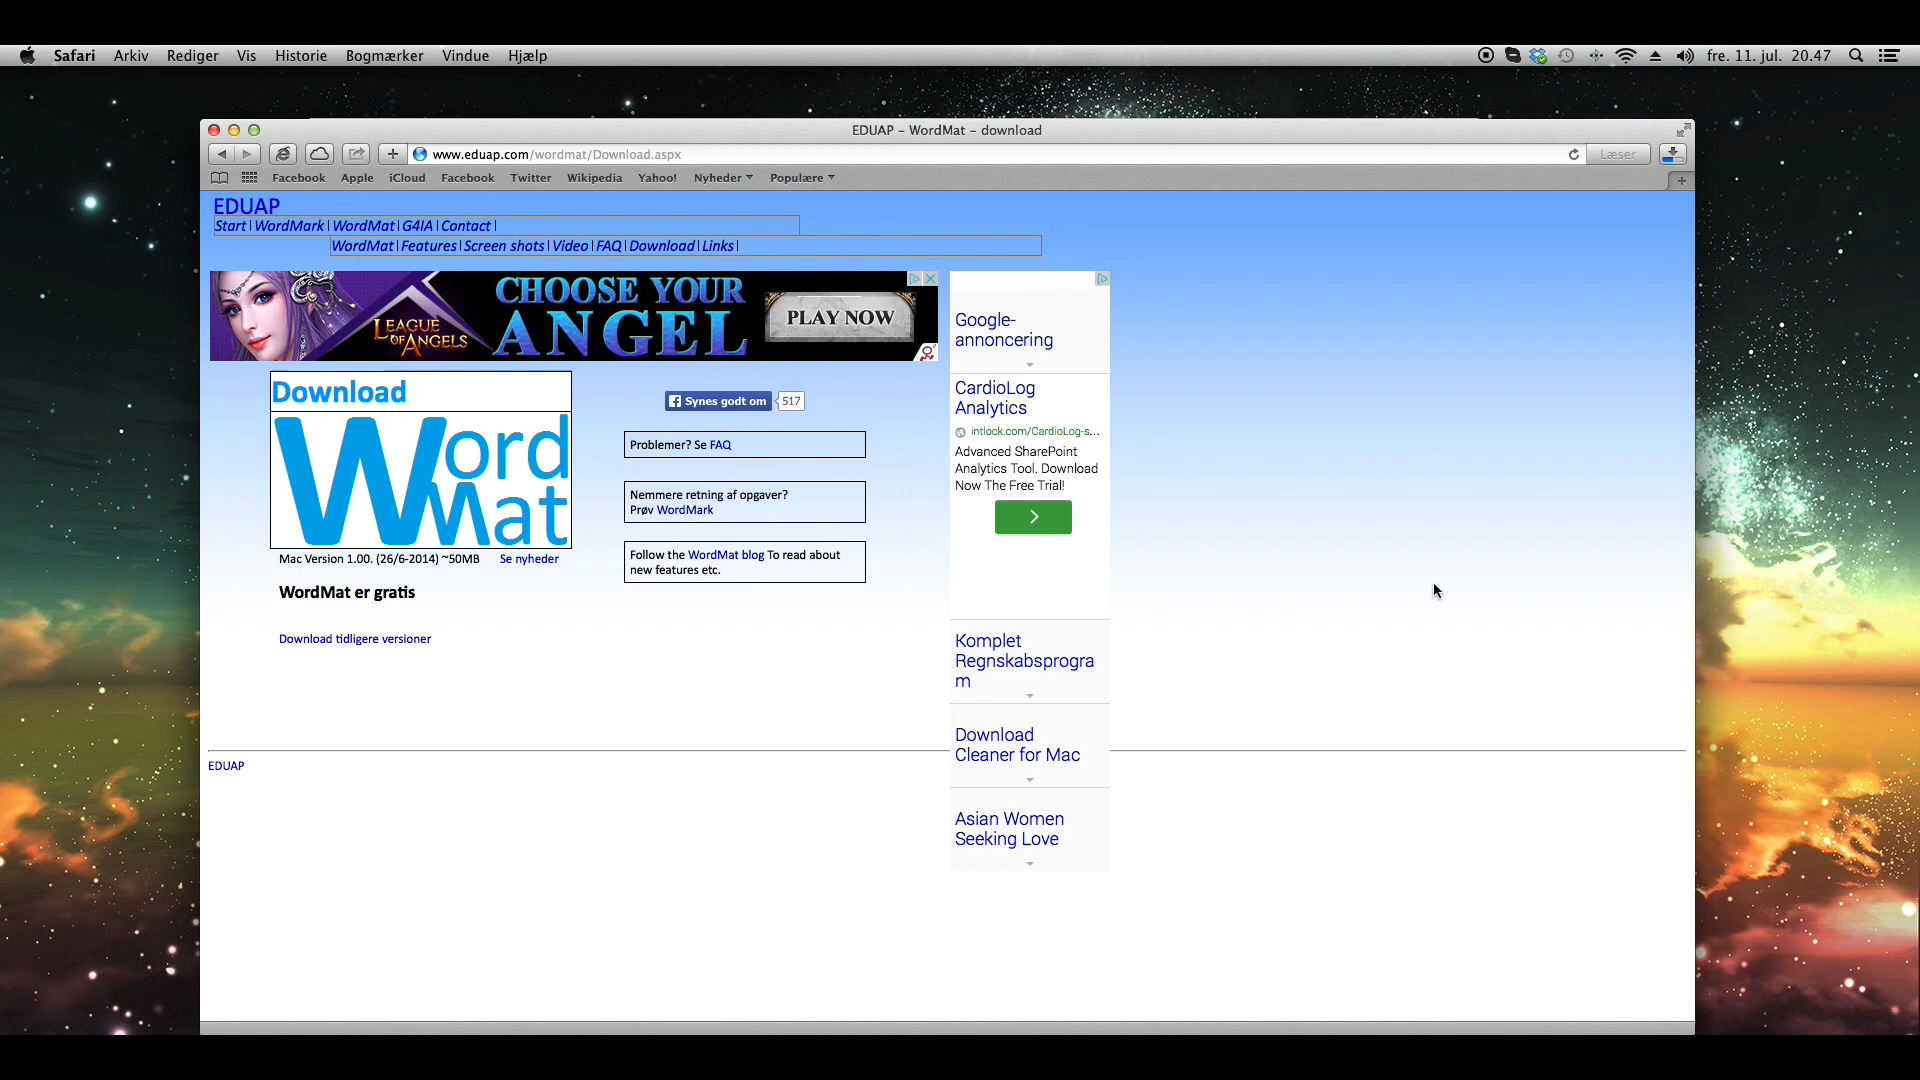 Safari Arkiv Rediger Vis Historie Bogmærker Vindue Hjælp
fre. 11. jul. 20.47
EDUAP – WordMat – download
www.eduap.com/wordmat/Download.aspx
Læser
Facebook Apple iCloud Facebook Twitter Wikipedia Yahoo! Nyheder Populære
EDUAP
Start | WordMark | WordMat | G4IA | Contact |
WordMat | Features | Screen shots | Video | FAQ | Download | Links |
LEAGUE OF ANGELS
CHOOSE YOUR
ANGEL
PLAY NOW
Download
Word
Mat
Mac Version 1.00. (26/6-2014) ~50MB Se nyheder
WordMat er gratis
Download tidligere versioner
Synes godt om 517
Problemer? Se FAQ
Nemmere retning af opgaver?
Prøv WordMark
Follow the WordMat blog To read about
new features etc.
Google-
annoncering
CardioLog
Analytics
intlock.com/CardioLog-s...
Advanced SharePoint
Analytics Tool. Download
Now The Free Trial!
Komplet
Regnskabsprogra
m
Download
Cleaner for Mac
Asian Women
Seeking Love
EDUAP